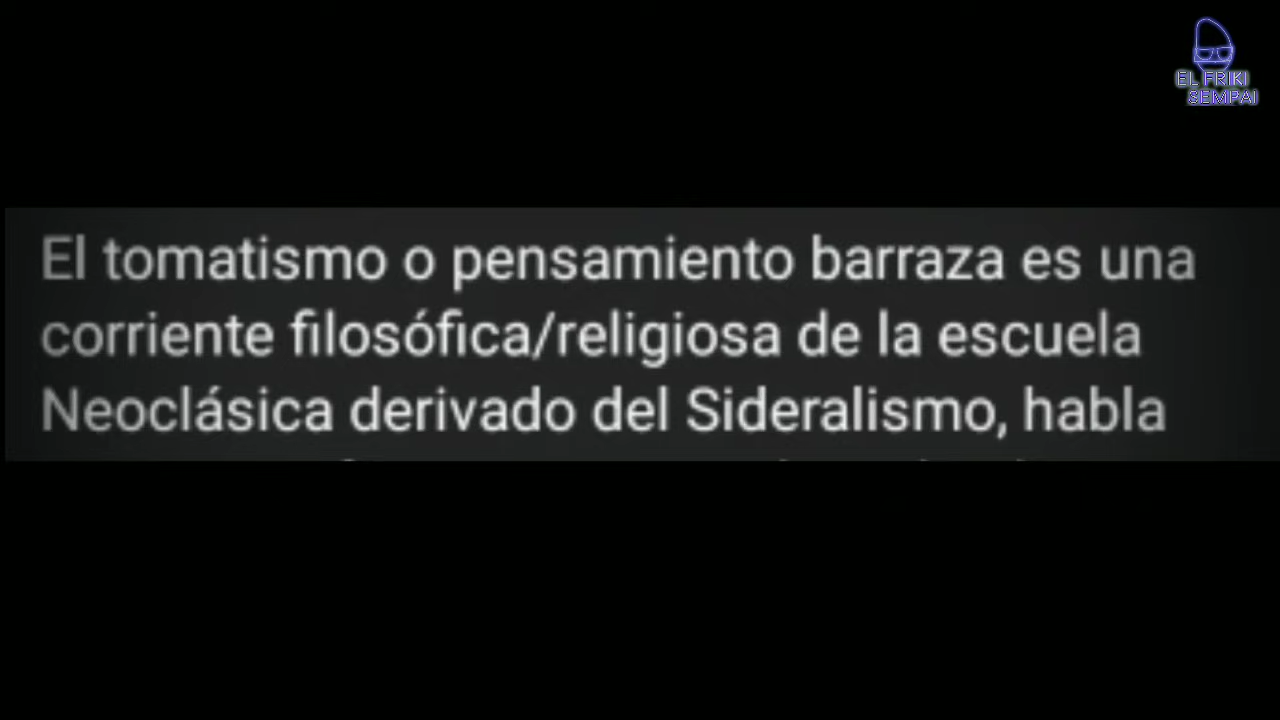 EL FRIKI
SEMPAI
El tomatismo o pensamiento barraza es una
corriente filosófica/religiosa de la escuela
Neoclásica derivado del Sideralismo, habla